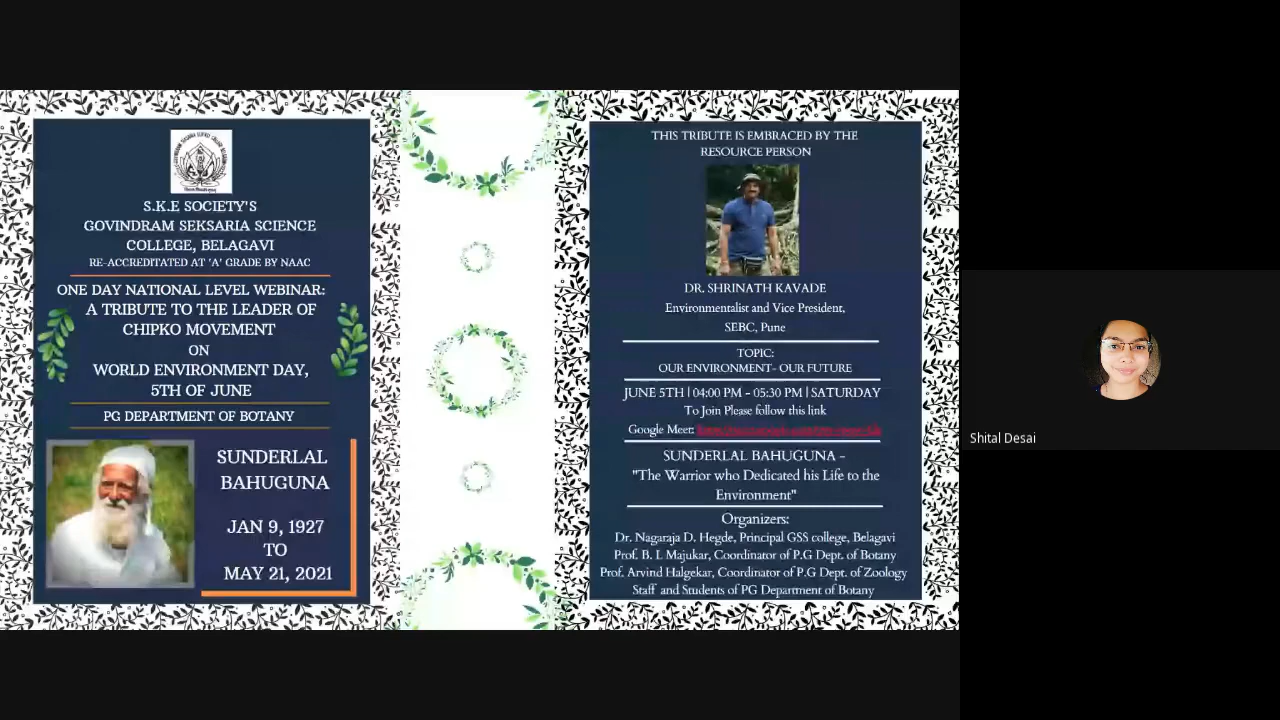 S.K.E SOCIETY'S
GOVINDRAM SEKSARIA SCIENCE
COLLEGE, BELAGAVI
RE-ACCREDITATED AT 'A' GRADE BY NAAC
ONE DAY NATIONAL LEVEL WEBINAR:
A TRIBUTE TO THE LEADER OF
CHIPKO MOVEMENT
ON
WORLD ENVIRONMENT DAY,
5TH OF JUNE
PG DEPARTMENT OF BOTANY
SUNDERLAL
BAHUGUNA
JAN 9, 1927
TO
MAY 21, 2021
THIS TRIBUTE IS EMBRACED BY THE
RESOURCE PERSON
DR. SHRINATH KAVADE
Environmentalist and Vice President,
SEBC, Pune
TOPIC:
OUR ENVIRONMENT- OUR FUTURE
JUNE 5TH | 04:00 PM - 05:30 PM | SATURDAY
To Join Please follow this link
Google Meet:
SUNDERLAL BAHUGUNA -
"The Warrior who Dedicated his Life to the
Environment"
Organizers:
Dr. Nagaraja D. Hegde, Principal GSS college, Belagavi
Prof. B. L Majukar, Coordinator of P.G Dept. of Botany
Prof. Arvind Halgekar, Coordinator of P.G Dept. of Zoology
Staff and Students of PG Department of Botany
Shital Desai